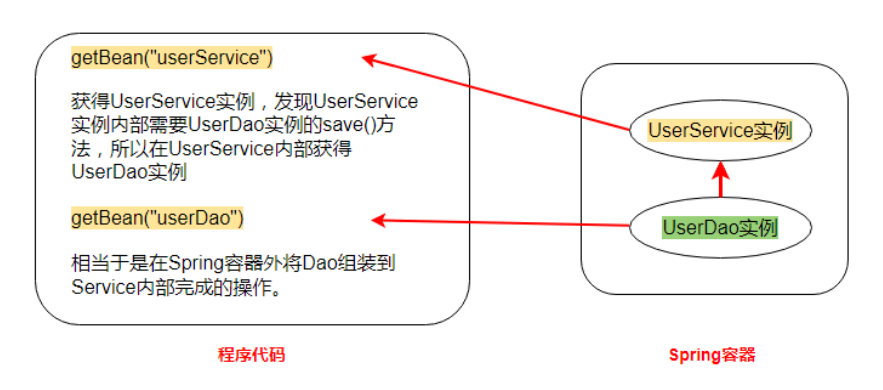 getBean("userService")
获得UserService实例，发现UserService
实例内部需要UserDao实例的save()方
法，所以在UserService内部获得
UserDao实例
getBean("userDao")
相当于是在Spring容器外将Dao组装到
Service内部完成的操作。
程序代码
UserService实例
UserDao实例
Spring容器